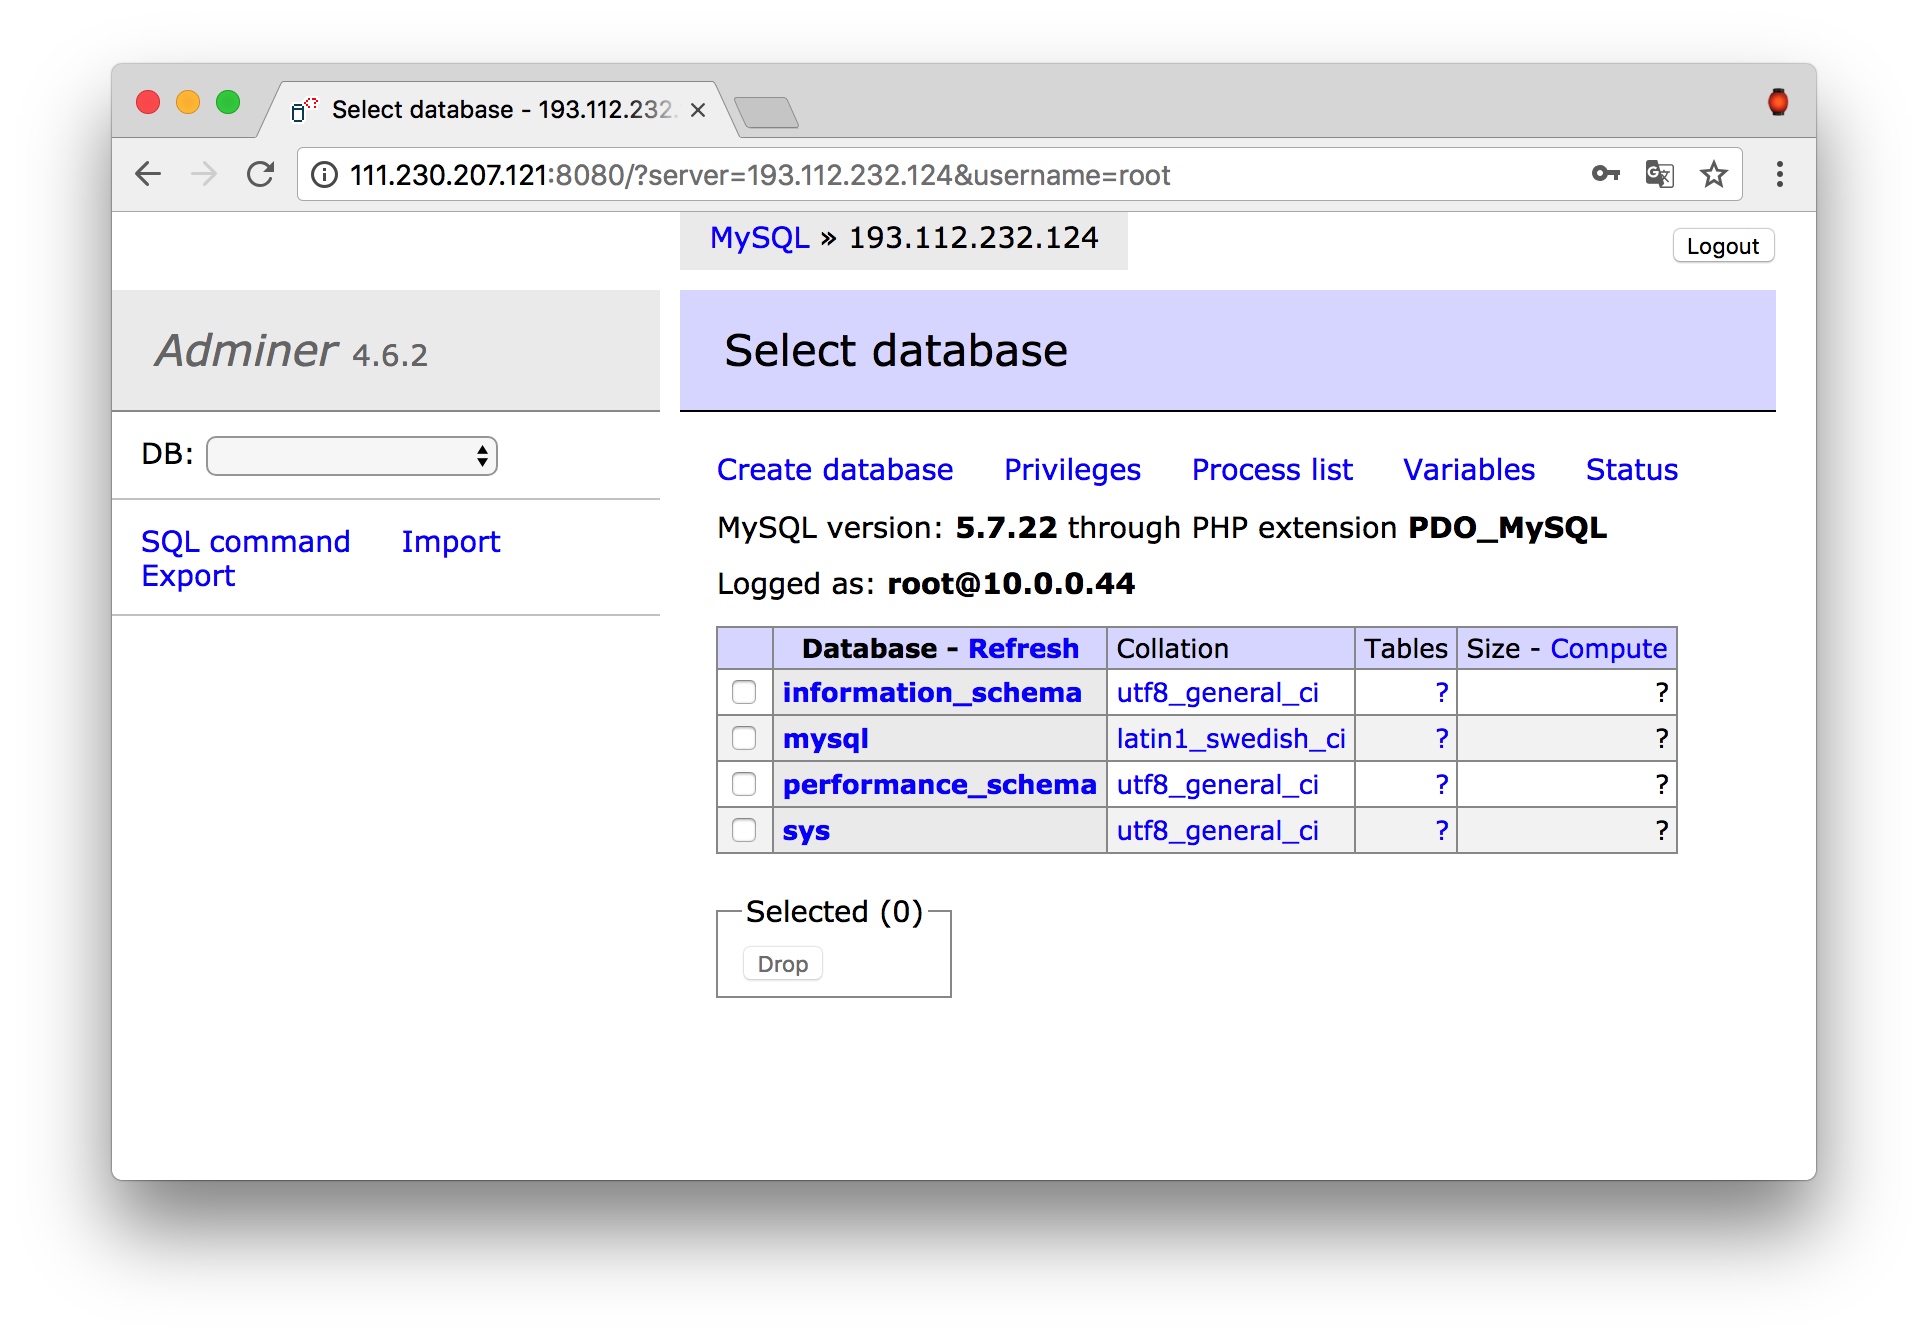 Select database - 193.112.232.
111.230.207.121:8080/?server=193.112.232.124&username=root
MySQL » 193.112.232.124
Logout
Adminer 4.6.2
Select database
DB:
SQL command Import
Export
Create database Privileges Process list Variables Status
MySQL version: 5.7.22 through PHP extension PDO_MySQL
Logged as: root@10.0.0.44
Database - Refresh Collation Tables Size - Compute
information_schema utf8_general_ci ? ?
mysql latin1_swedish_ci ? ?
performance_schema utf8_general_ci ? ?
sys utf8_general_ci ? ?
Selected (0)
Drop